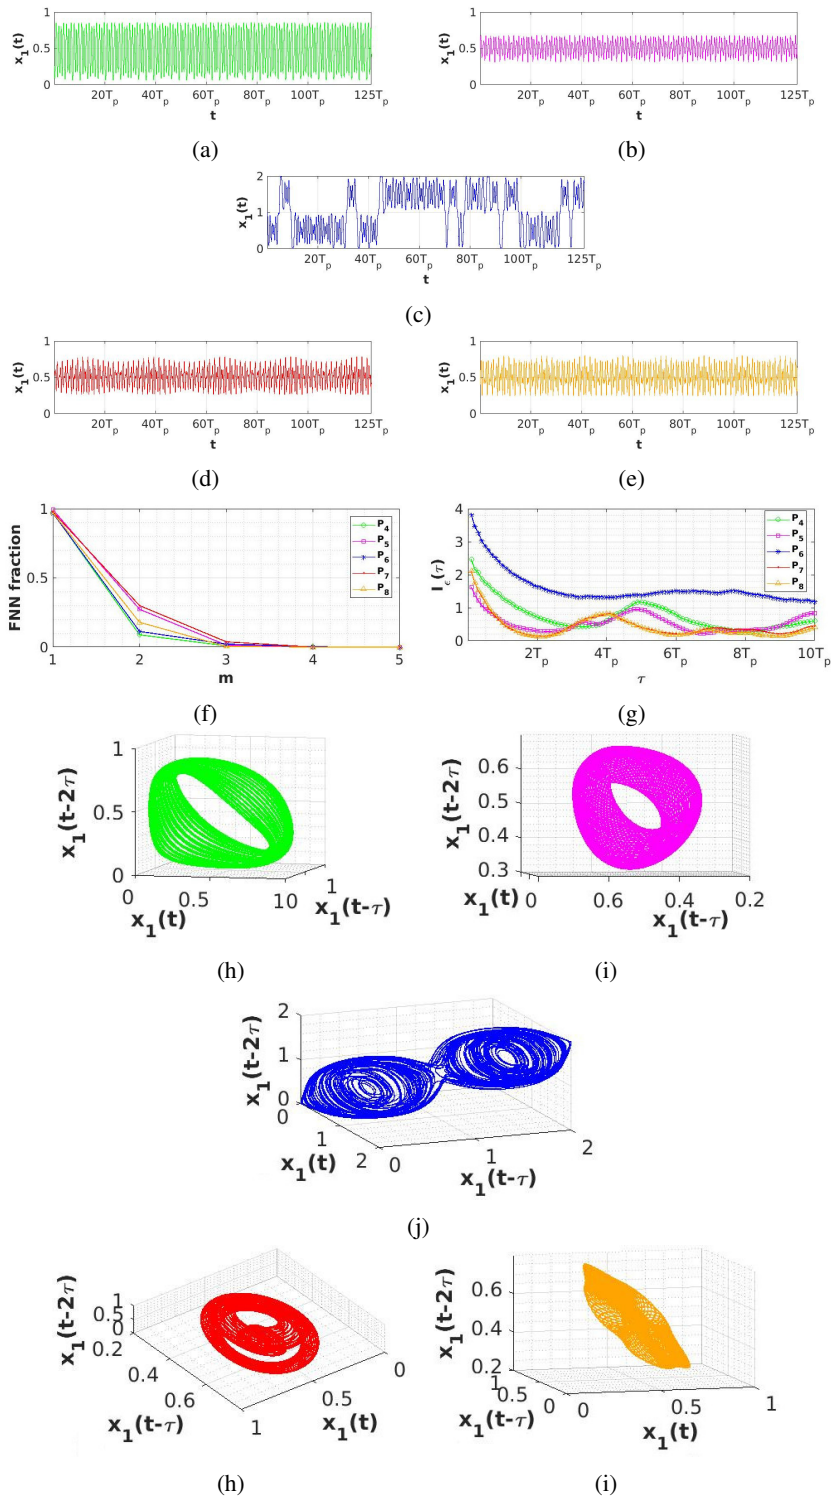 1
0.5
0
x1(t)
20Tp 40Tp 60Tp 80Tp 100Tp 125Tp
t
(a)
1
0.5
0
x1(t)
20Tp 40Tp 60Tp 80Tp 100Tp 125Tp
t
(b)
2
1
0
x1(t)
20Tp 40Tp 60Tp 80Tp 100Tp 125Tp
t
(c)
1
0.5
0
x1(t)
20Tp 40Tp 60Tp 80Tp 100Tp 125Tp
t
(d)
1
0.5
0
x1(t)
20Tp 40Tp 60Tp 80Tp 100Tp 125Tp
t
(e)
1
0.5
0
FNN fraction
P4
P5
P6
P7
P8
1 2 3 4 5
m
(f)
4
3
2
1
0
Iϵ(τ)
P4
P5
P6
P7
P8
2Tp 4Tp 6Tp 8Tp 10Tp
τ
(g)
1
0.5
0
x1(t-2τ)
0 0.5 10 1
x1(t)
x1(t-τ)
(h)
0.6
0.5
0.4
0.3
x1(t-2τ)
x1(t)
0 0.6 0.4 0.2
x1(t-τ)
(i)
2
1
0
x1(t-2τ)
0 1 2
x1(t)
0 1 2
x1(t-τ)
(j)
1
0.5
0
x1(t-2τ)
0.2 0.4 0.6
x1(t-τ)
1 0.5 0
x1(t)
(h)
0.6
0.4
0.2
x1(t-2τ)
1
0.5
0
x1(t-τ)
0 0.5 1
x1(t)
(i)